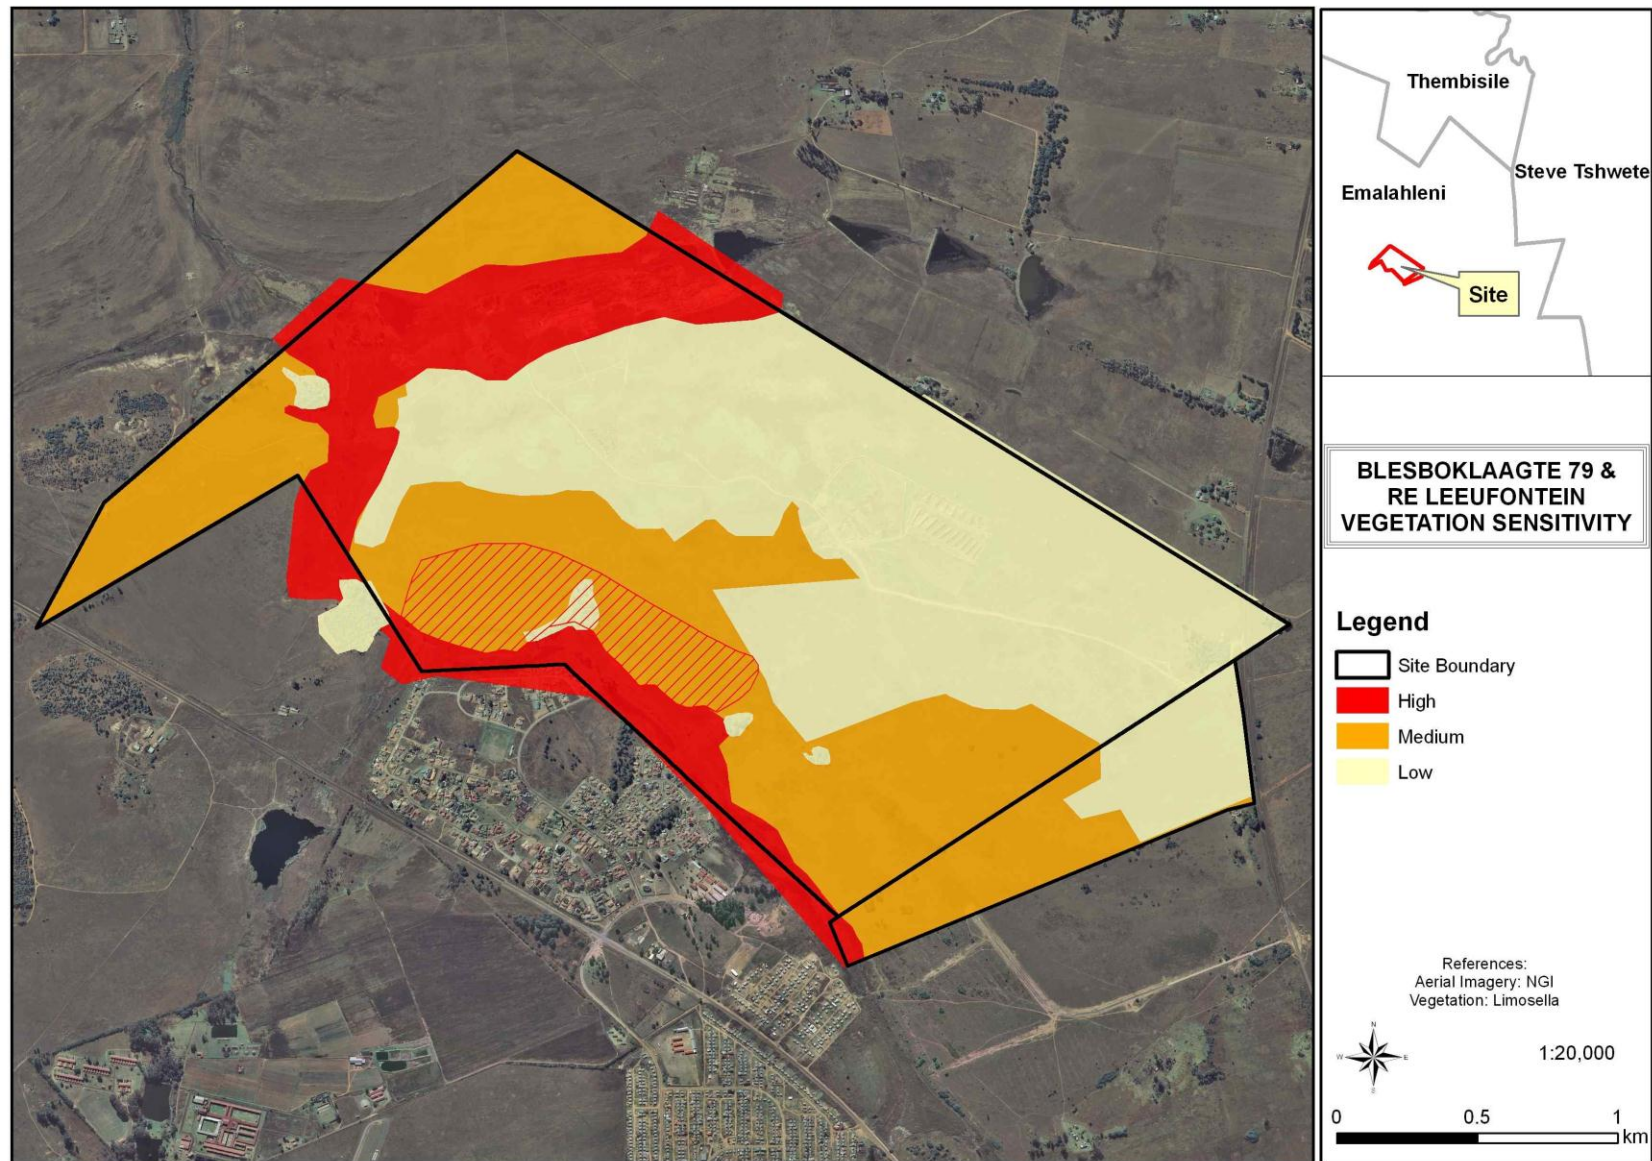 Thembisile
Steve Tshwete
Emalahleni
Site
BLESBOKLAAGTE 79 &
RE LEEUFONTEIN
VEGETATION SENSITIVITY
Legend
Site Boundary
High
Medium
Low
References:
Aerial Imagery: NGI
Vegetation: Limosella
N
W E
S
1:20,000
0 0.5 1
km